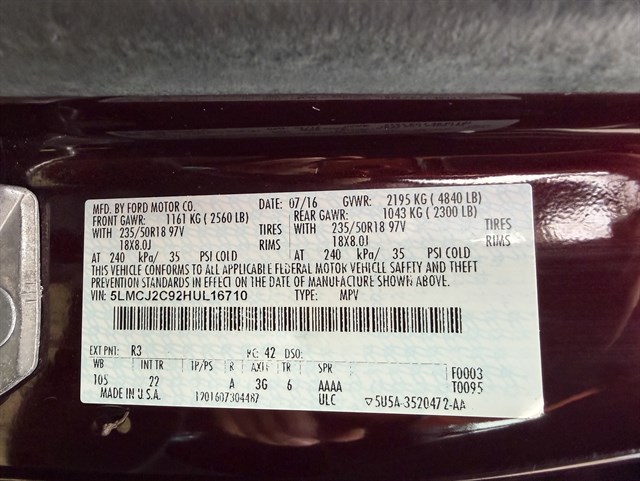 MFD. BY FORD MOTOR CO. DATE: 07/16 GVWR: 2195 KG ( 4840 LB)
FRONT GAWR: 1161 KG ( 2560 LB) REAR GAWR: 1043 KG ( 2300 LB)
WITH 235/50R18 97V TIRES WITH 235/50R18 97V TIRES
18X8.0J RIMS 18X8.0J RIMS
AT 240 kPa/ 35 PSI COLD AT 240 kPa/ 35 PSI COLD
THIS VEHICLE CONFORMS TO ALL APPLICABLE FEDERAL MOTOR VEHICLE SAFETY AND THEFT
PREVENTION STANDARDS IN EFFECT ON THE DATE OF MANUFACTURE SHOWN ABOVE.
VIN: 5LMCJ2C92HUL16710 TYPE: MPV
EXT PNT: R3 RC: 42 DSO:
WB INT TR TP/PS R AXLE TR SPR F0003
105 22 A 3G 6 AAAA T0095
MADE IN U.S.A. ULC 5U5A-3520472-AA